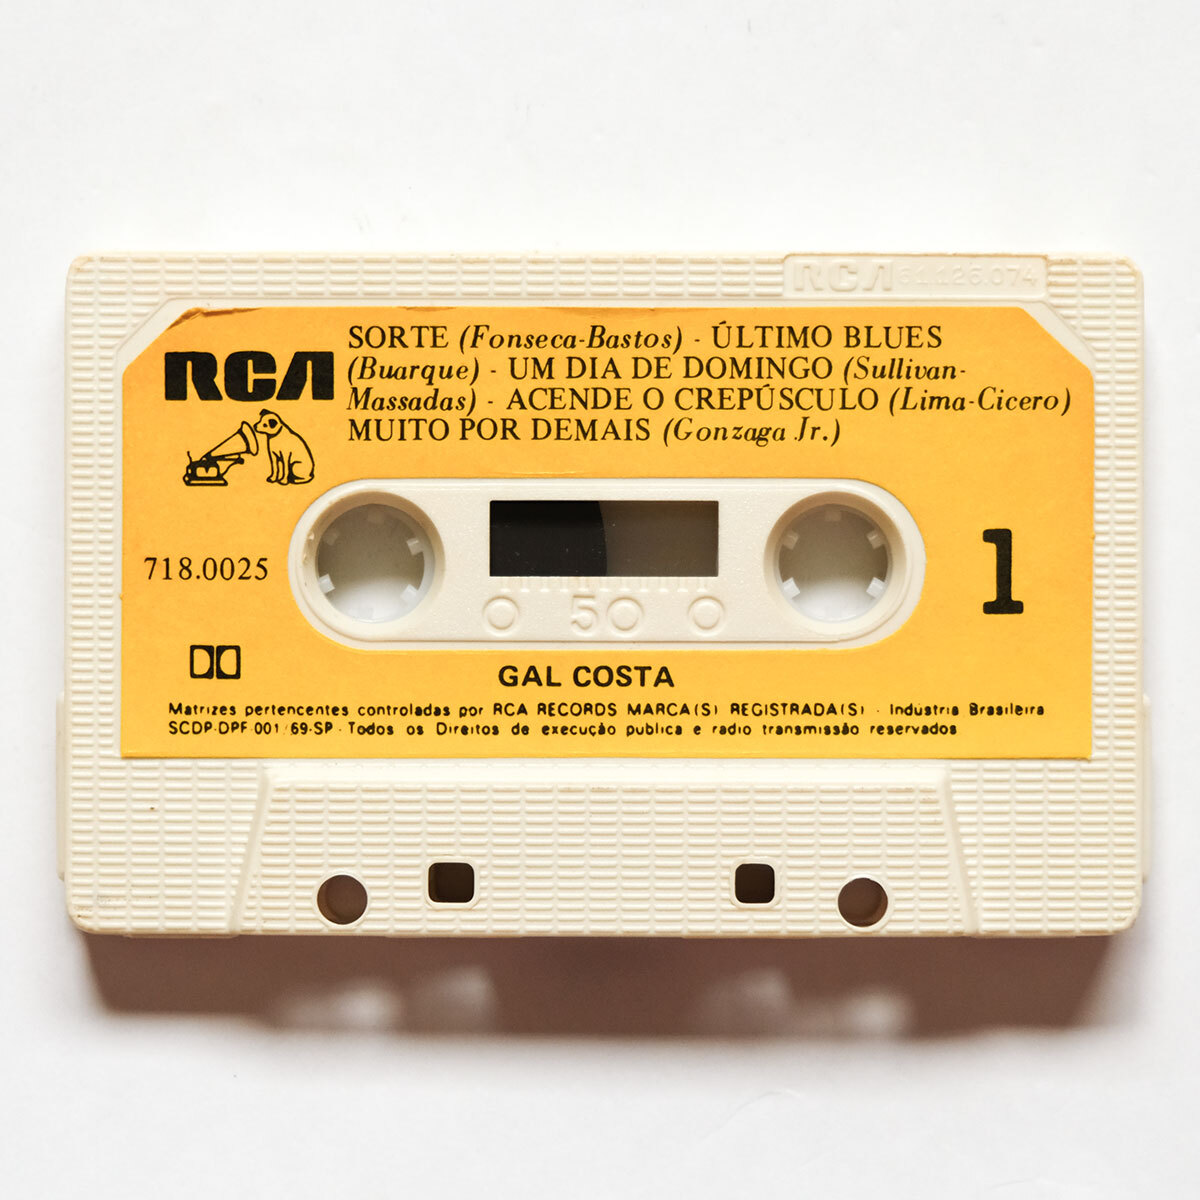 RCA 61.126.074
RCA
SORTE (Fonseca-Bastos) - ÚLTIMO BLUES
(Buarque) - UM DIA DE DOMINGO (Sullivan-
Massadas) - ACENDE O CREPÚSCULO (Lima-Cicero)
MUITO POR DEMAIS (Gonzaga Jr.)
718.0025
50
1
GAL COSTA
Matrizes pertencentes controladas por RCA RECORDS MARCA(S) REGISTRADA(S) - Indústria Brasileira
SCDP-DPF-001/69-SP - Todos os Direitos de execução publica e radio transmissão reservados